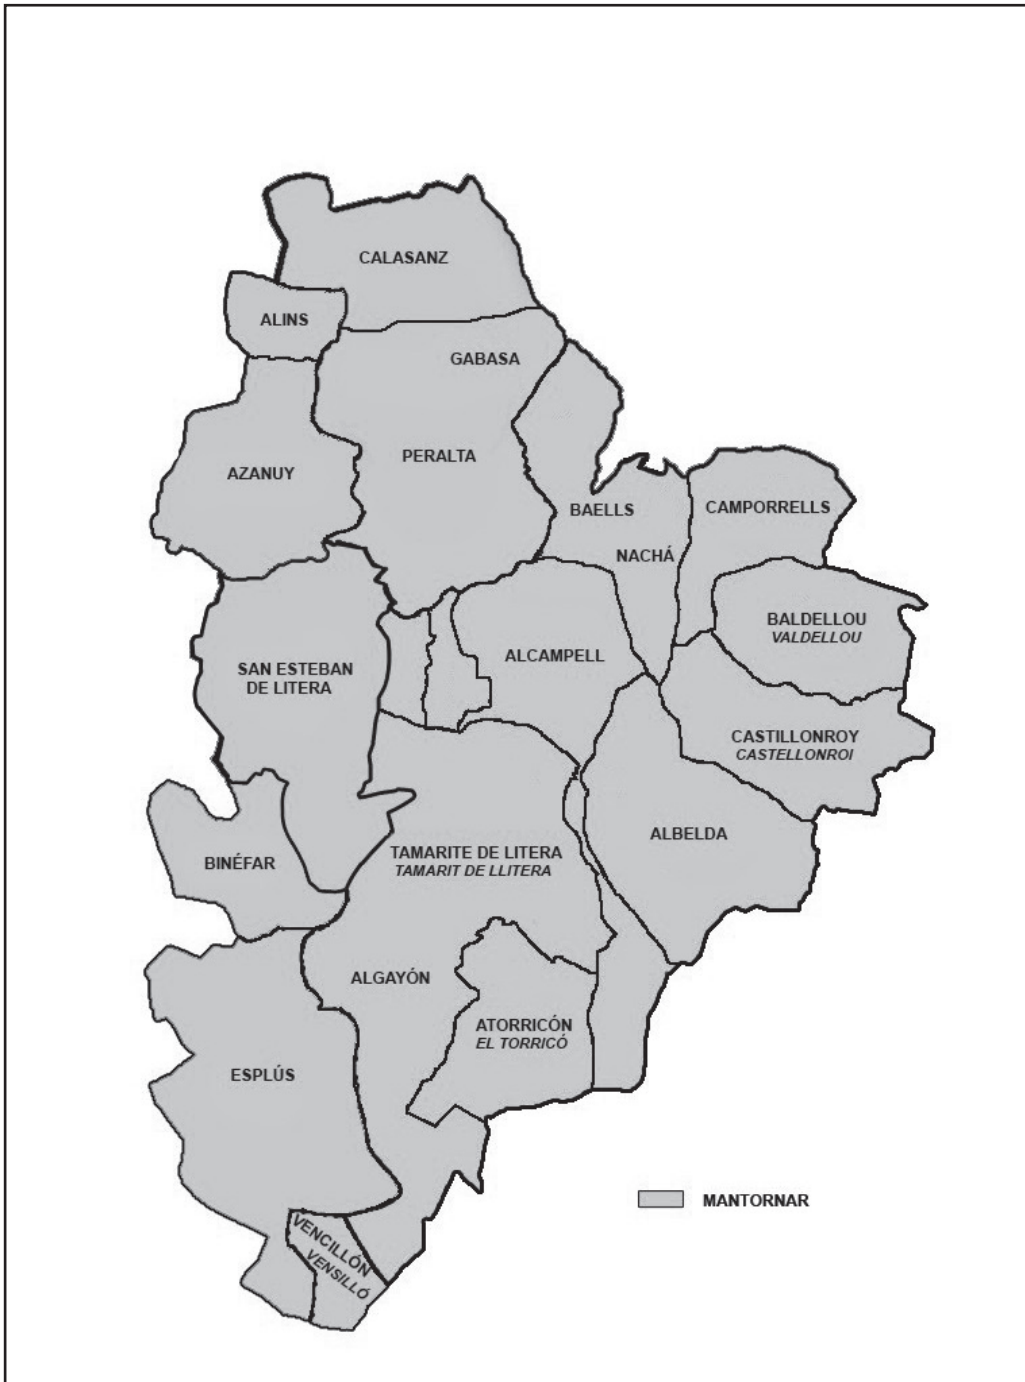 CALASANZ
ALINS
GABASA
PERALTA
AZANUY
BAELLS
CAMPORRELLS
NACHÁ
BALDELLOU
VALDELLOU
ALCAMPELL
SAN ESTEBAN
DE LITERA
CASTILLONROY
CASTELLONROI
ALBELDA
TAMARITE DE LITERA
TAMARIT DE LLITERA
BINÉFAR
ALGAYÓN
ATORRICÓN
EL TORRICÓ
ESPLÚS
MANTORNAR
VENCILLÓN
VENSILLÓ